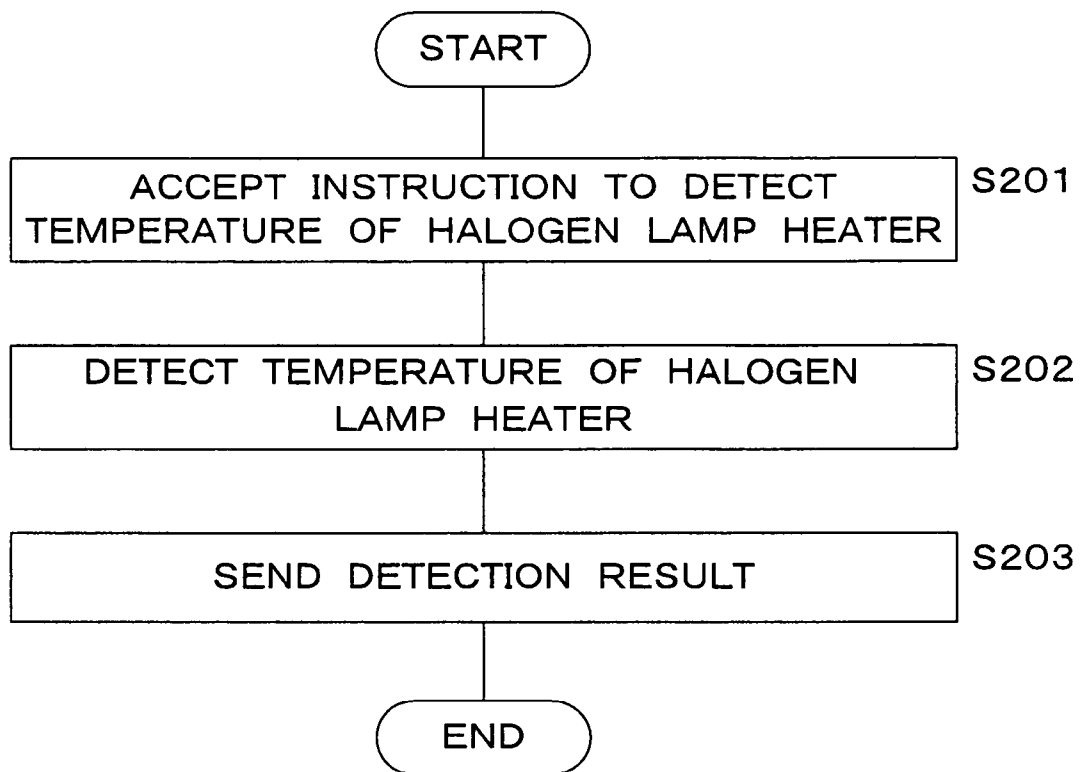 START
ACCEPT INSTRUCTION TO DETECT
TEMPERATURE OF HALOGEN LAMP HEATER
S201
DETECT TEMPERATURE OF HALOGEN
LAMP HEATER
S202
SEND DETECTION RESULT
S203
END